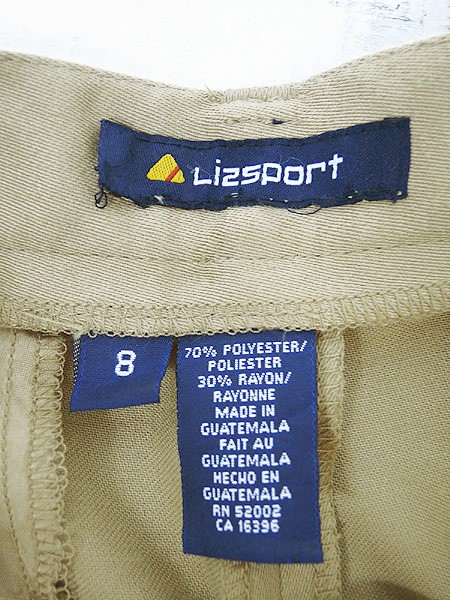 Lizsport
8
70% POLYESTER/
POLIESTER
30% RAYON/
RAYONNE
MADE IN
GUATEMALA
FAIT AU
GUATEMALA
HECHO EN
GUATEMALA
RN 52002
CA 16396